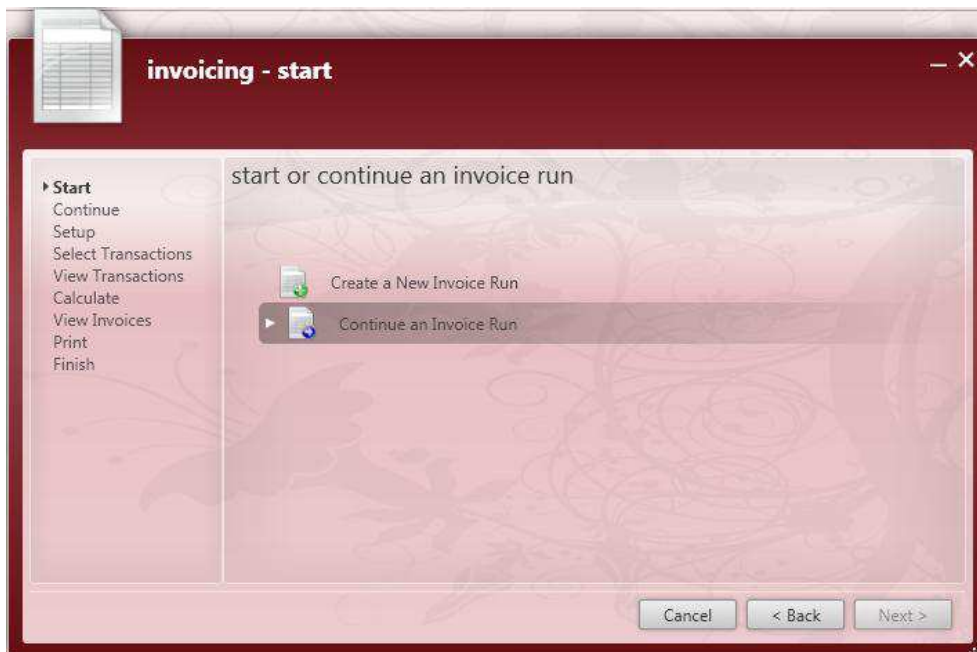 invoicing - start
Start
Continue
Setup
Select Transactions
View Transactions
Calculate
View Invoices
Print
Finish
start or continue an invoice run
Create a New Invoice Run
Continue an Invoice Run
Cancel
< Back
Next >